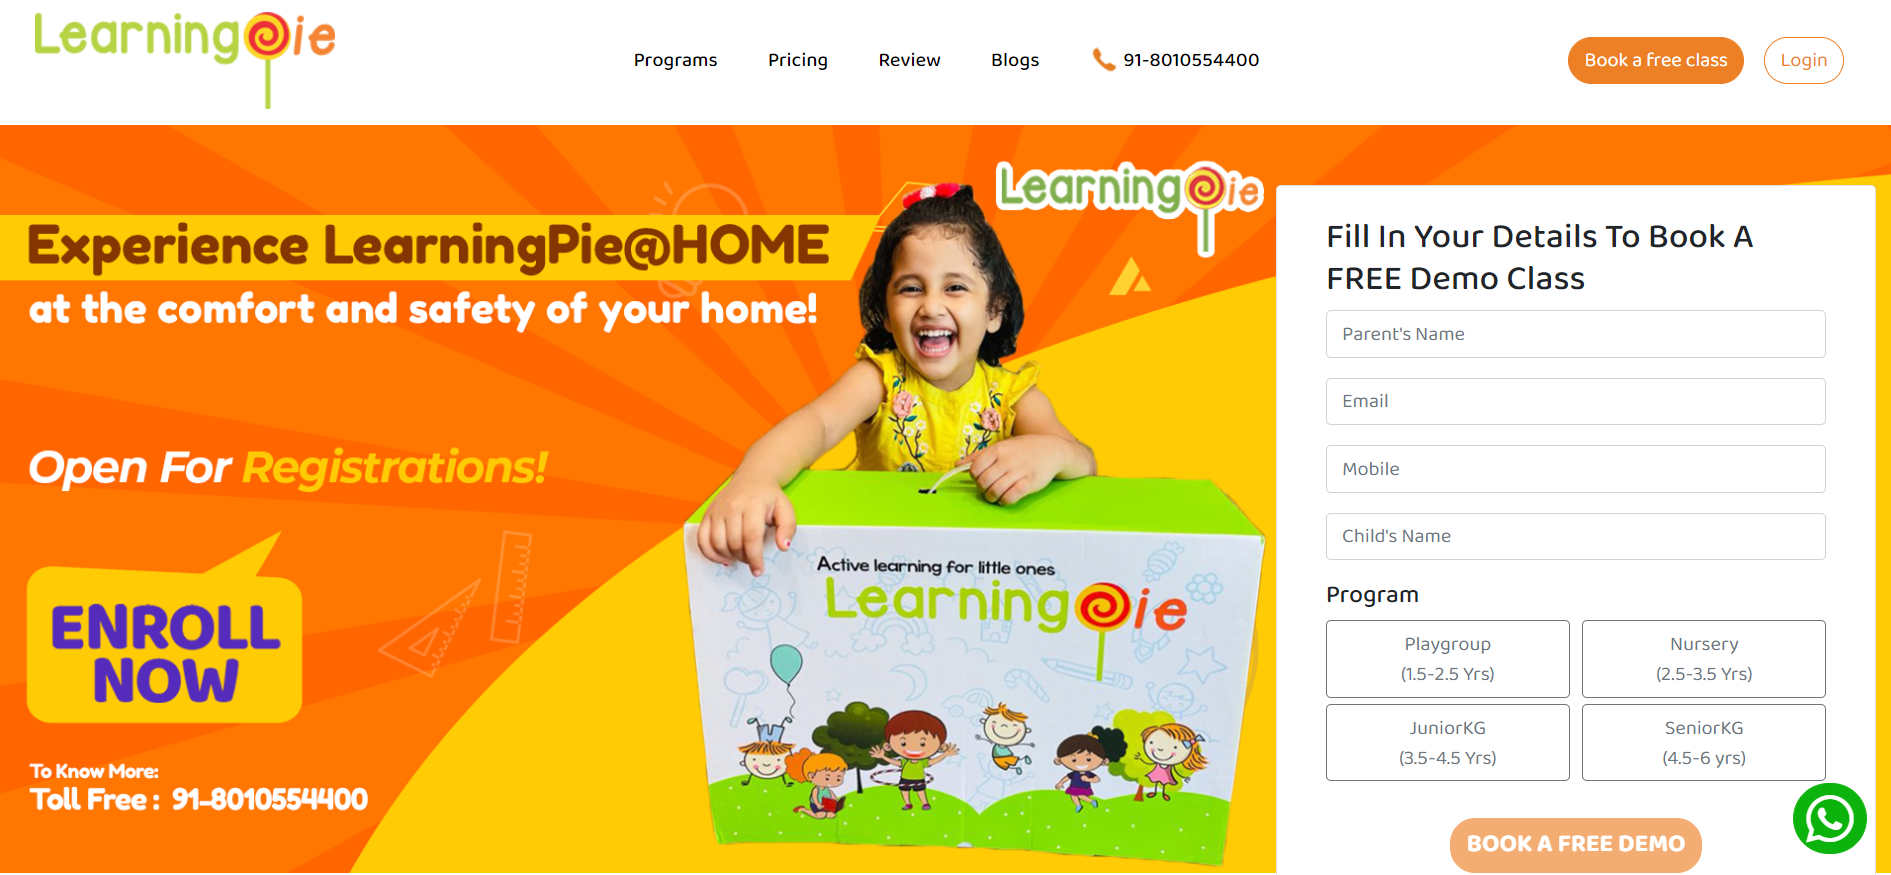 LearningPie
Programs
Pricing
Review
Blogs
91-8010554400
Book a free class
Login
Experience LearningPie@HOME
at the comfort and safety of your home!
Open For Registrations!
ENROLL
NOW
To Know More:
Toll Free : 91-8010554400
LearningPie
Active learning for little ones
LearningPie
Fill In Your Details To Book A
FREE Demo Class
Parent's Name
Email
Mobile
Child's Name
Program
Playgroup
(1.5-2.5 Yrs)
Nursery
(2.5-3.5 Yrs)
JuniorKG
(3.5-4.5 Yrs)
SeniorKG
(4.5-6 yrs)
BOOK A FREE DEMO